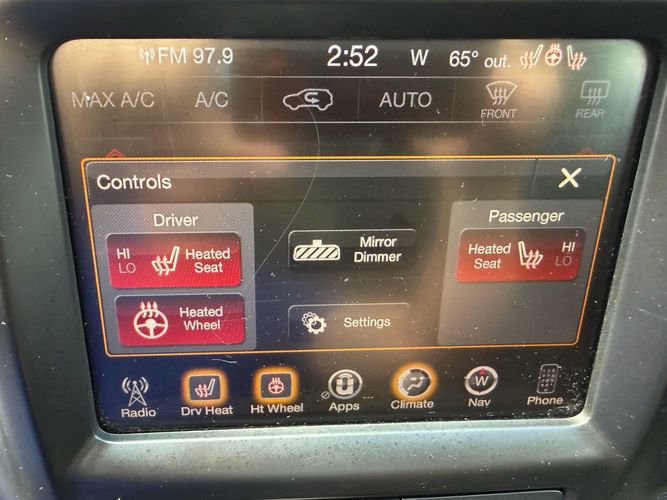 FM 97.9 2:52 W 65° out.
MAX A/C A/C AUTO FRONT REAR
Controls
Driver
HI
LO
Heated
Seat
Heated
Wheel
Mirror
Dimmer
Settings
Passenger
Heated
Seat
HI
LO
Radio Drv Heat Ht Wheel Apps Climate W Nav Phone